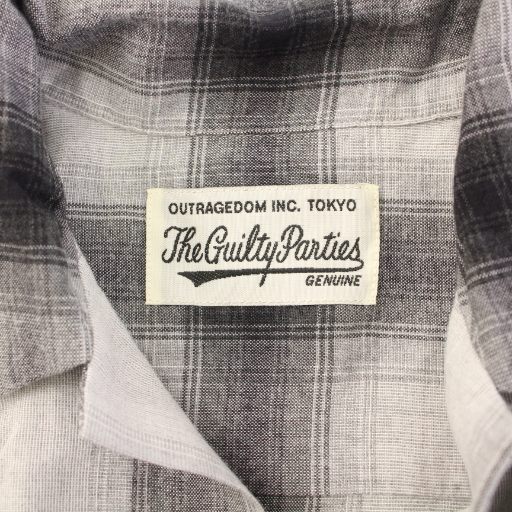 OUTRAGEDOM INC. TOKYO
The Guilty Parties
GENUINE